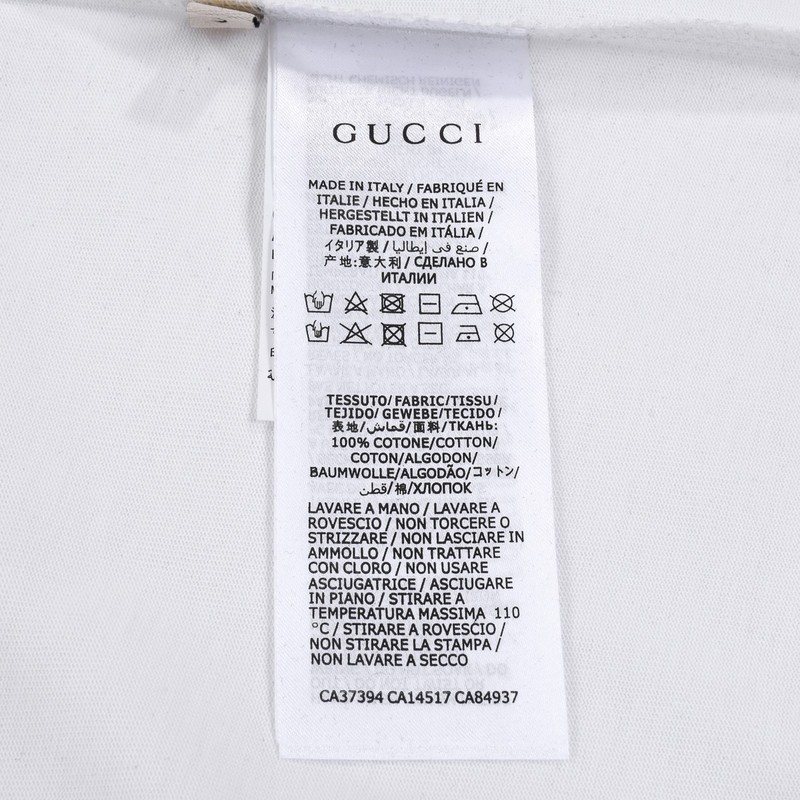 GUCCI
MADE IN ITALY / FABRIQUÉ EN
ITALIE / HECHO EN ITALIA /
HERGESTELLT IN ITALIEN /
FABRICADO EM ITÁLIA /
イタリア製 / صنع في إيطاليا /
产地:意大利 / СДЕЛАНО В
ИТАЛИИ
TESSUTO/ FABRIC/TISSU/
TEJIDO/ GEWEBE/TECIDO/
表地/قماش/面料/ТКАНЬ:
100% COTONE/COTTON/
COTON/ALGODON/
BAUMWOLLE/ALGODÃO/コットン/
قطن/棉/ХЛОПОК
LAVARE A MANO / LAVARE A
ROVESCIO / NON TORCERE O
STRIZZARE / NON LASCIARE IN
AMMOLLO / NON TRATTARE
CON CLORO / NON USARE
ASCIUGATRICE / ASCIUGARE
IN PIANO / STIRARE A
TEMPERATURA MASSIMA 110
°C / STIRARE A ROVESCIO /
NON STIRARE LA STAMPA /
NON LAVARE A SECCO
CA37394 CA14517 CA84937